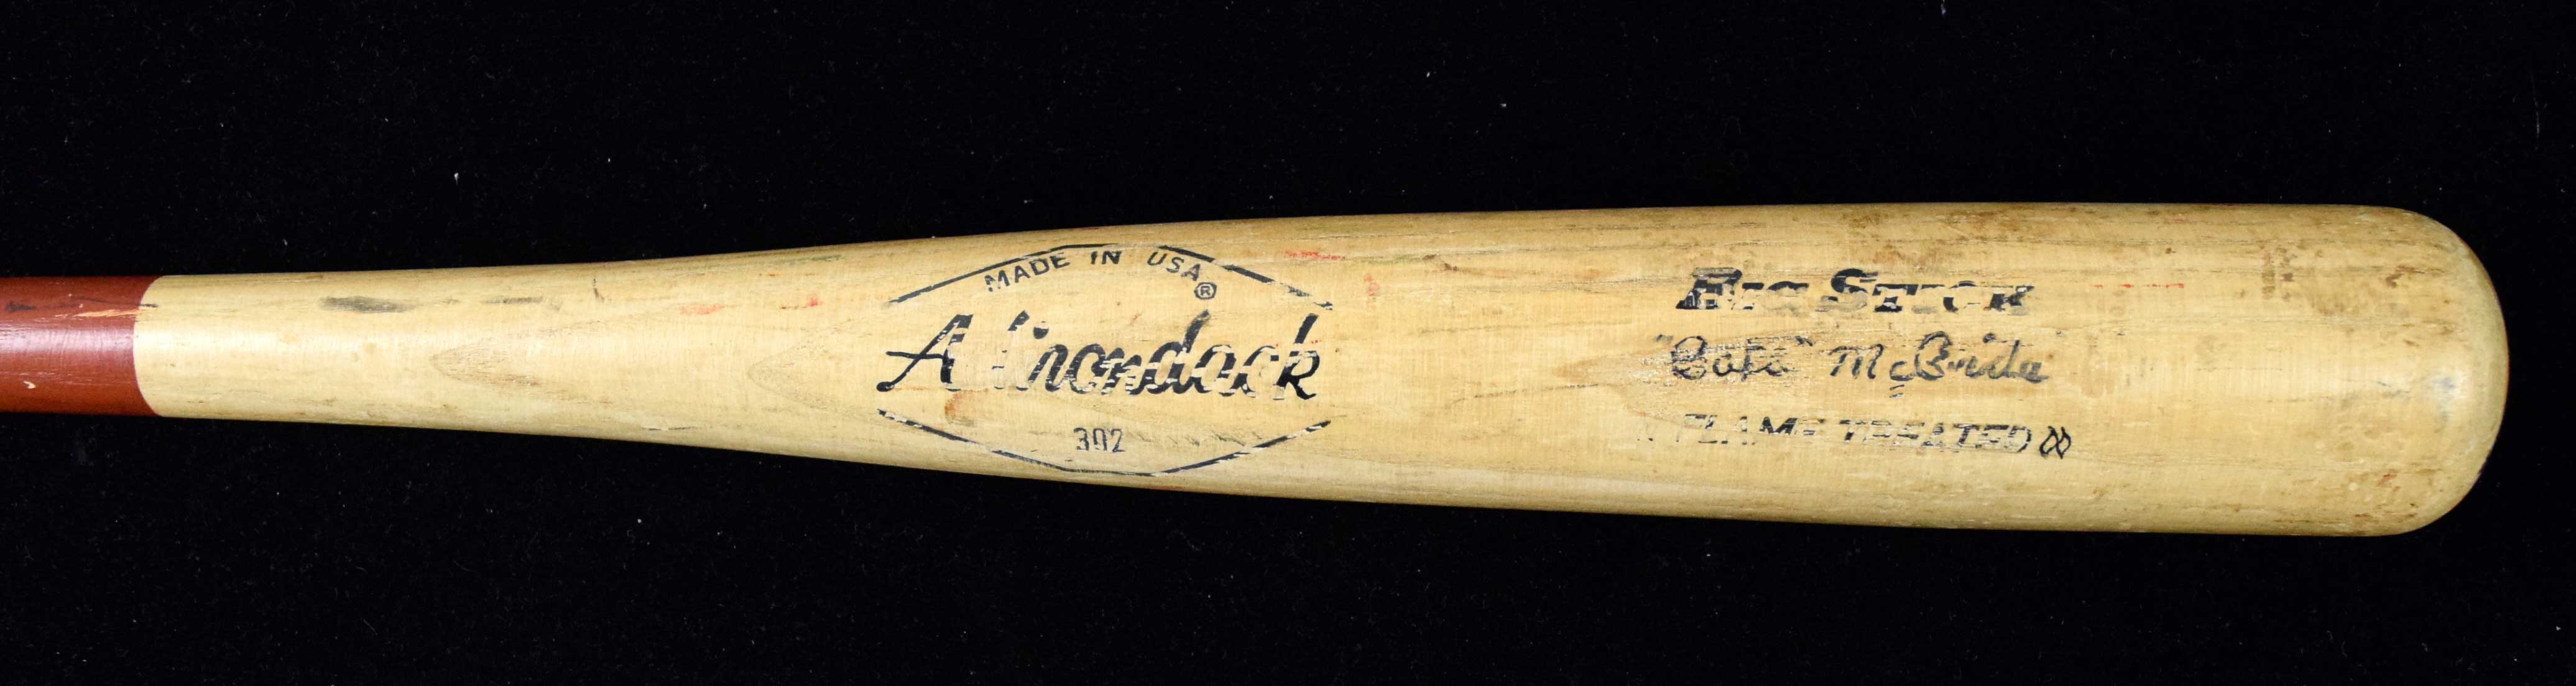 MADE IN USA ®
Adirondack
302
BIG STICK
"Bake" McBride
FLAME TREATED